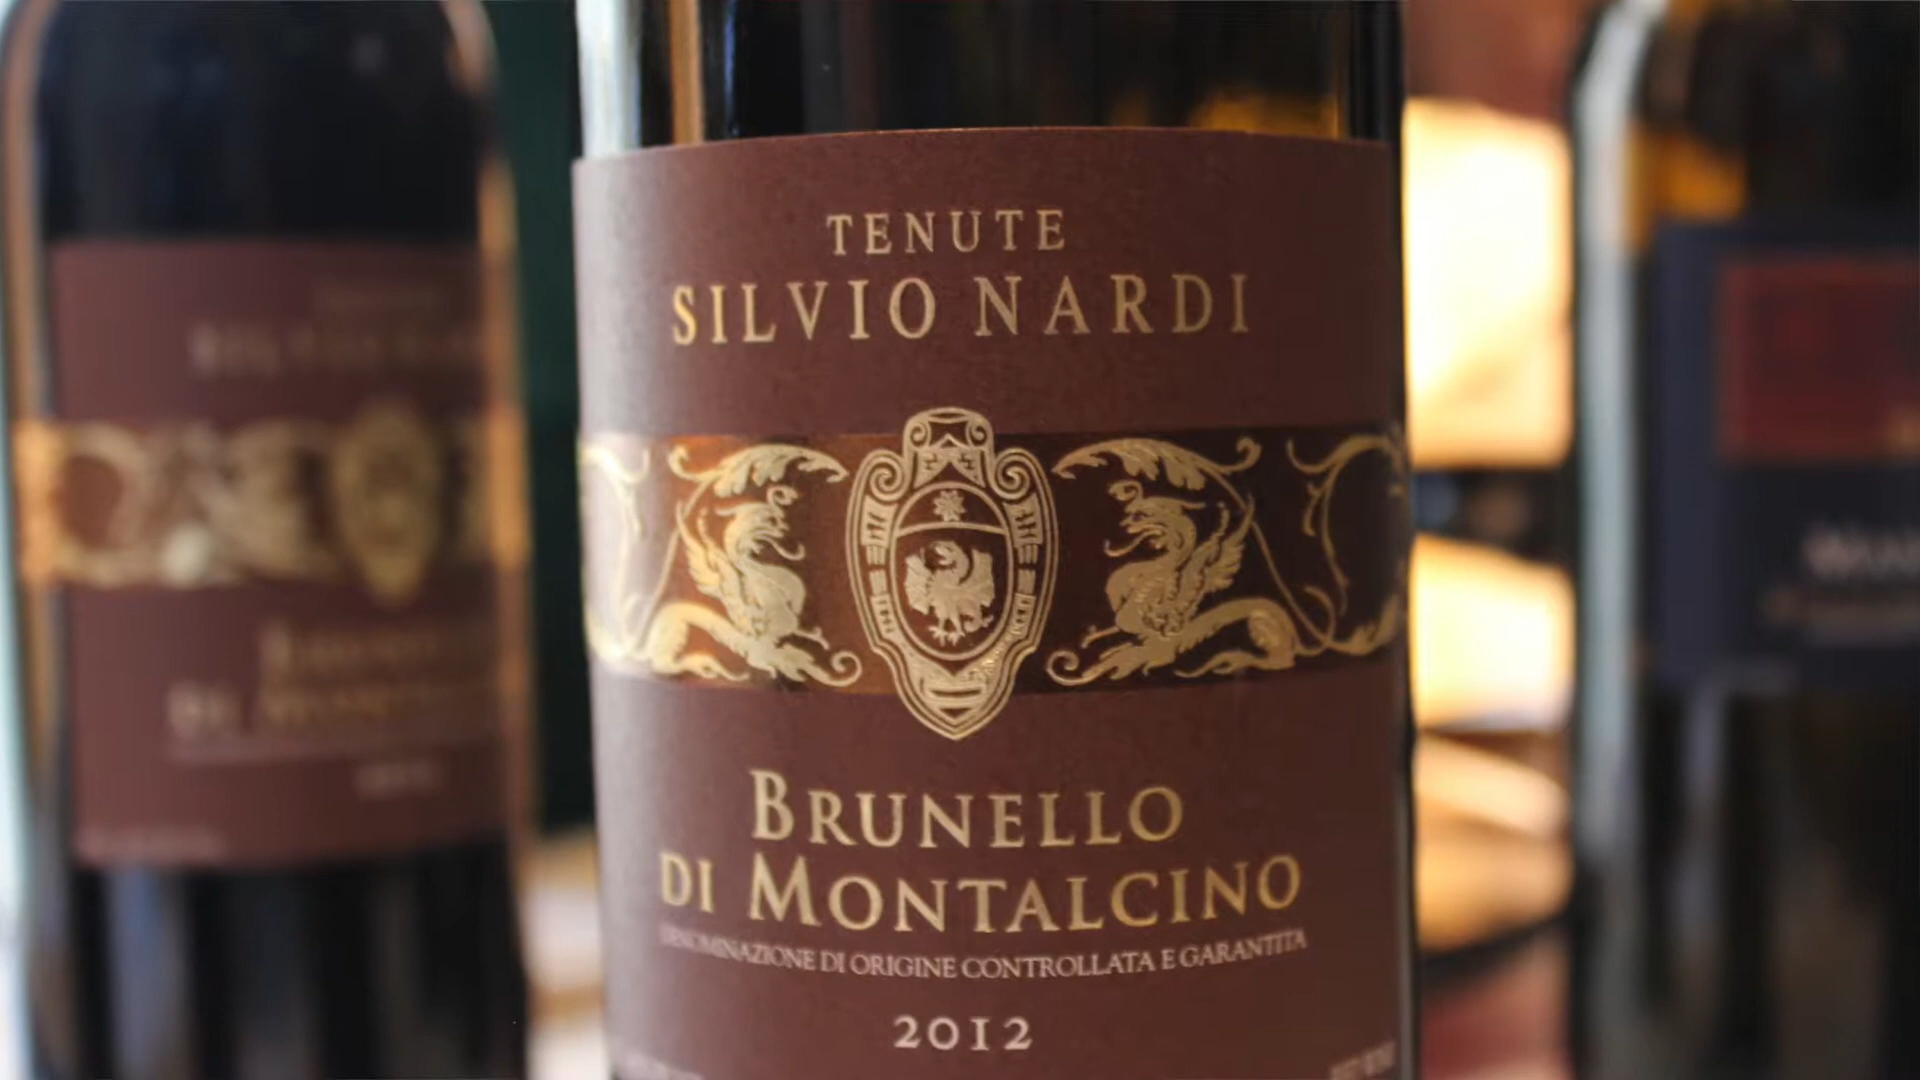 TENUTE
SILVIO NARDI
BRUNELLO
DI MONTALCINO
DENOMINAZIONE DI ORIGINE CONTROLLATA E GARANTITA
2012